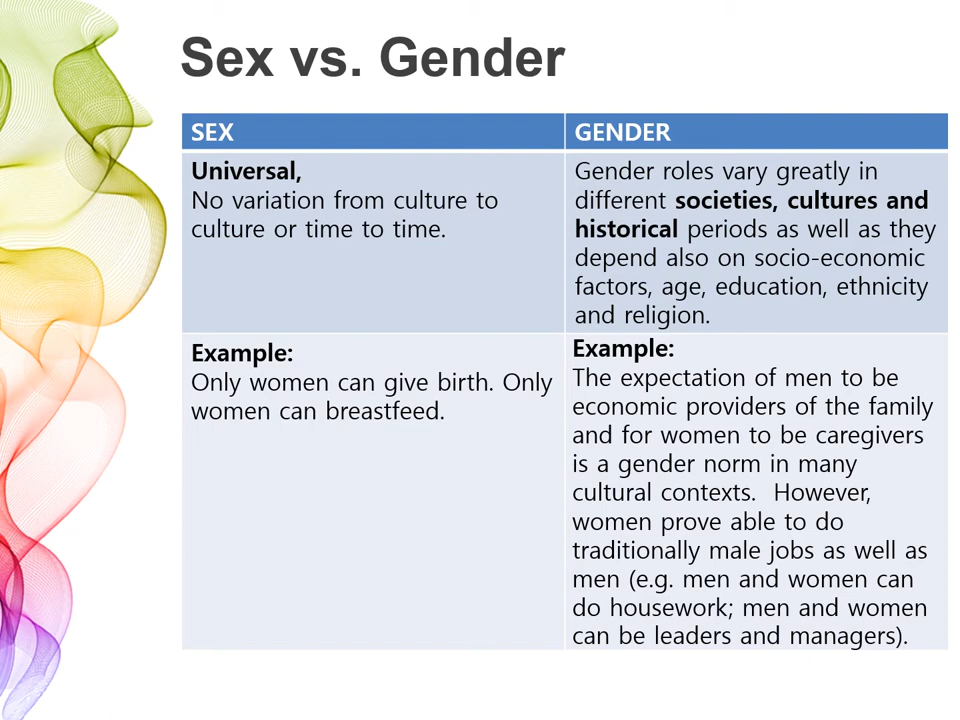 Sex vs. Gender
SEX
GENDER
Universal,
No variation from culture to
culture or time to time.
Gender roles vary greatly in
different societies, cultures and
historical periods as well as they
depend also on socio-economic
factors, age, education, ethnicity
and religion.
Example:
Only women can give birth. Only
women can breastfeed.
Example:
The expectation of men to be
economic providers of the family
and for women to be caregivers
is a gender norm in many
cultural contexts.  However,
women prove able to do
traditionally male jobs as well as
men (e.g. men and women can
do housework; men and women
can be leaders and managers).